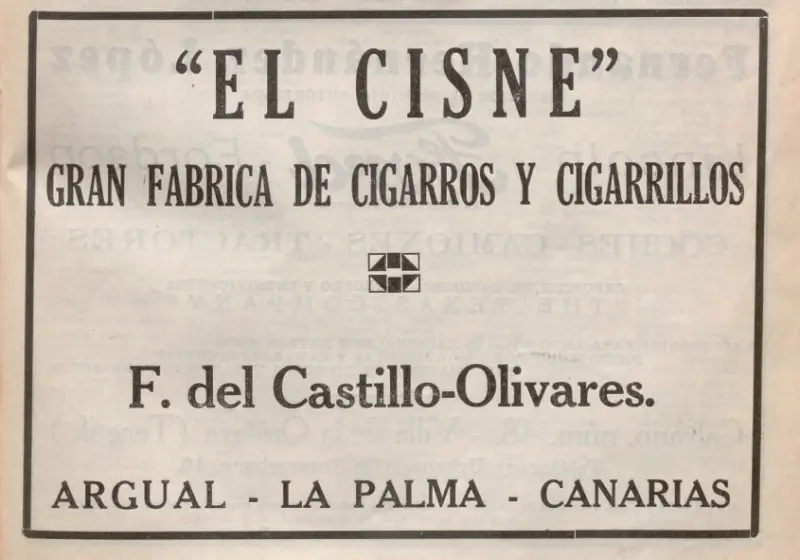 "EL CISNE"
GRAN FABRICA DE CIGARROS Y CIGARRILLOS
F. del Castillo-Olivares.
ARGUAL - LA PALMA - CANARIAS